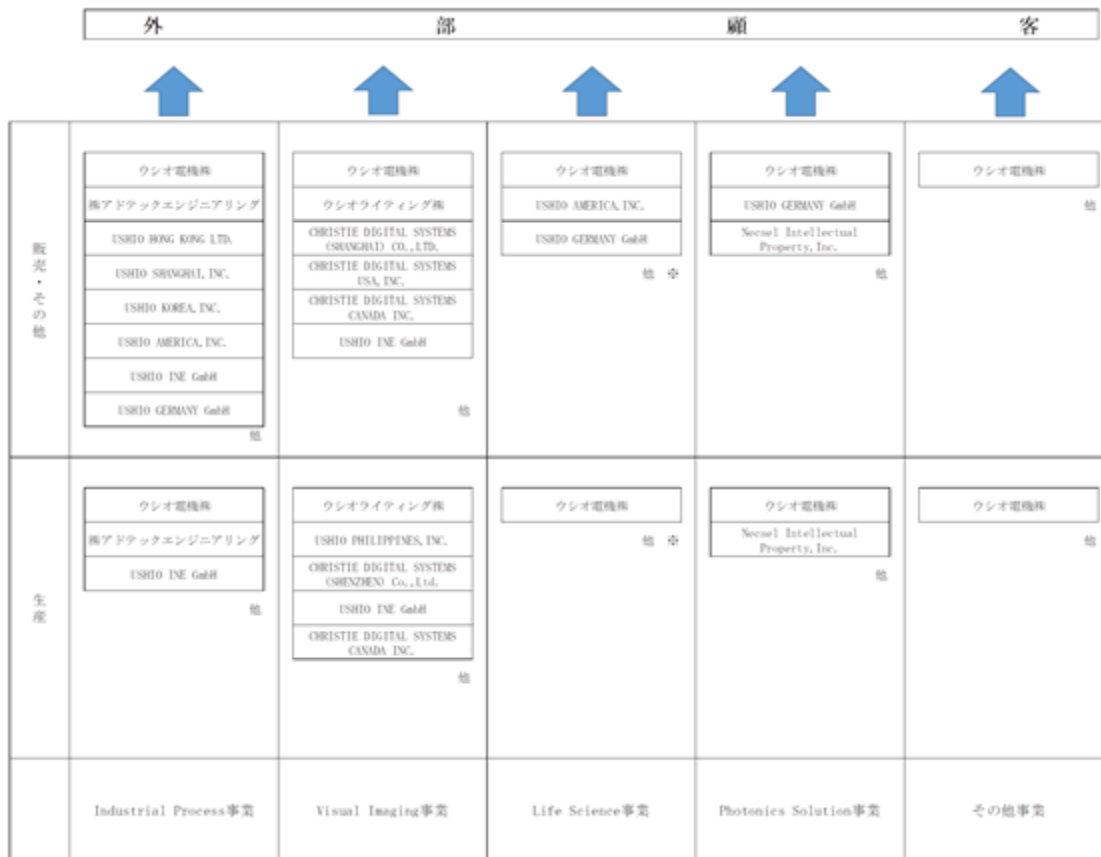 外部顧客
販売・その他
ウシオ電機㈱
㈱アドテックエンジニアリング
USHIO HONG KONG LTD.
USHIO SHANGHAI, INC.
USHIO KOREA, INC.
USHIO AMERICA, INC.
USHIO INE GmbH
USHIO GERMANY GmbH
他
ウシオ電機㈱
ウシオライティング㈱
CHRISTIE DIGITAL SYSTEMS
(SHANGHAI) CO., LTD.
CHRISTIE DIGITAL SYSTEMS
USA, INC.
CHRISTIE DIGITAL SYSTEMS
CANADA INC.
USHIO INE GmbH
他
ウシオ電機㈱
USHIO AMERICA, INC.
USHIO GERMANY GmbH
他 ※
ウシオ電機㈱
USHIO GERMANY GmbH
Necsel Intellectual
Property, Inc.
他
ウシオ電機㈱
他
生産
ウシオ電機㈱
㈱アドテックエンジニアリング
USHIO INE GmbH
他
ウシオライティング㈱
USHIO PHILIPPINES, INC.
CHRISTIE DIGITAL SYSTEMS
(SHENZHEN) Co., Ltd.
USHIO INE GmbH
CHRISTIE DIGITAL SYSTEMS
CANADA INC.
他
ウシオ電機㈱
他 ※
ウシオ電機㈱
Necsel Intellectual
Property, Inc.
他
ウシオ電機㈱
他
Industrial Process事業
Visual Imaging事業
Life Science事業
Photonics Solution事業
その他事業